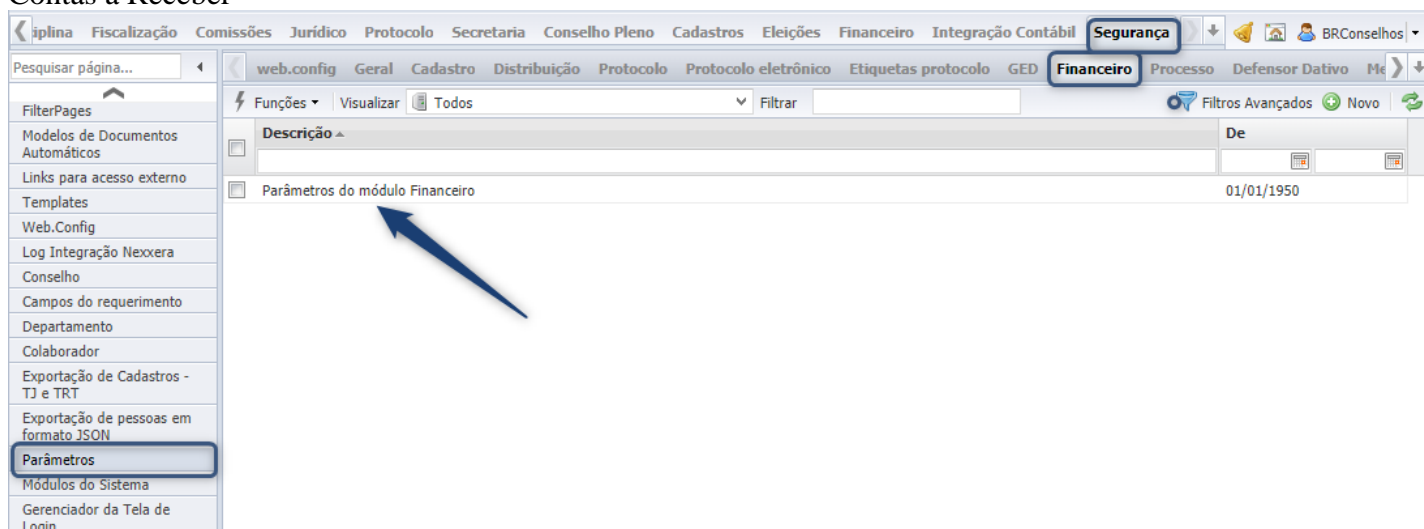 Contas a Receber
Fiscalização Comissões Jurídico Protocolo Secretaria Conselho Pleno Cadastros Eleições Financeiro Integração Contábil Segurança BRConselhos
Pesquisar página... web.config Geral Cadastro Distribuição Protocolo Protocolo eletrônico Etiquetas protocolo GED Financeiro Processo Defensor Dativo
Funções Visualizar Todos Filtrar Filtros Avançados Novo
FilterPages
Modelos de Documentos
Automáticos
Links para acesso externo
Templates
Web.Config
Log Integração Nexxera
Conselho
Campos do requerimento
Departamento
Colaborador
Exportação de Cadastros -
TJ e TRT
Exportação de pessoas em
formato JSON
Parâmetros
Módulos do Sistema
Gerenciador da Tela de
Login
Descrição De
Parâmetros do módulo Financeiro 01/01/1950